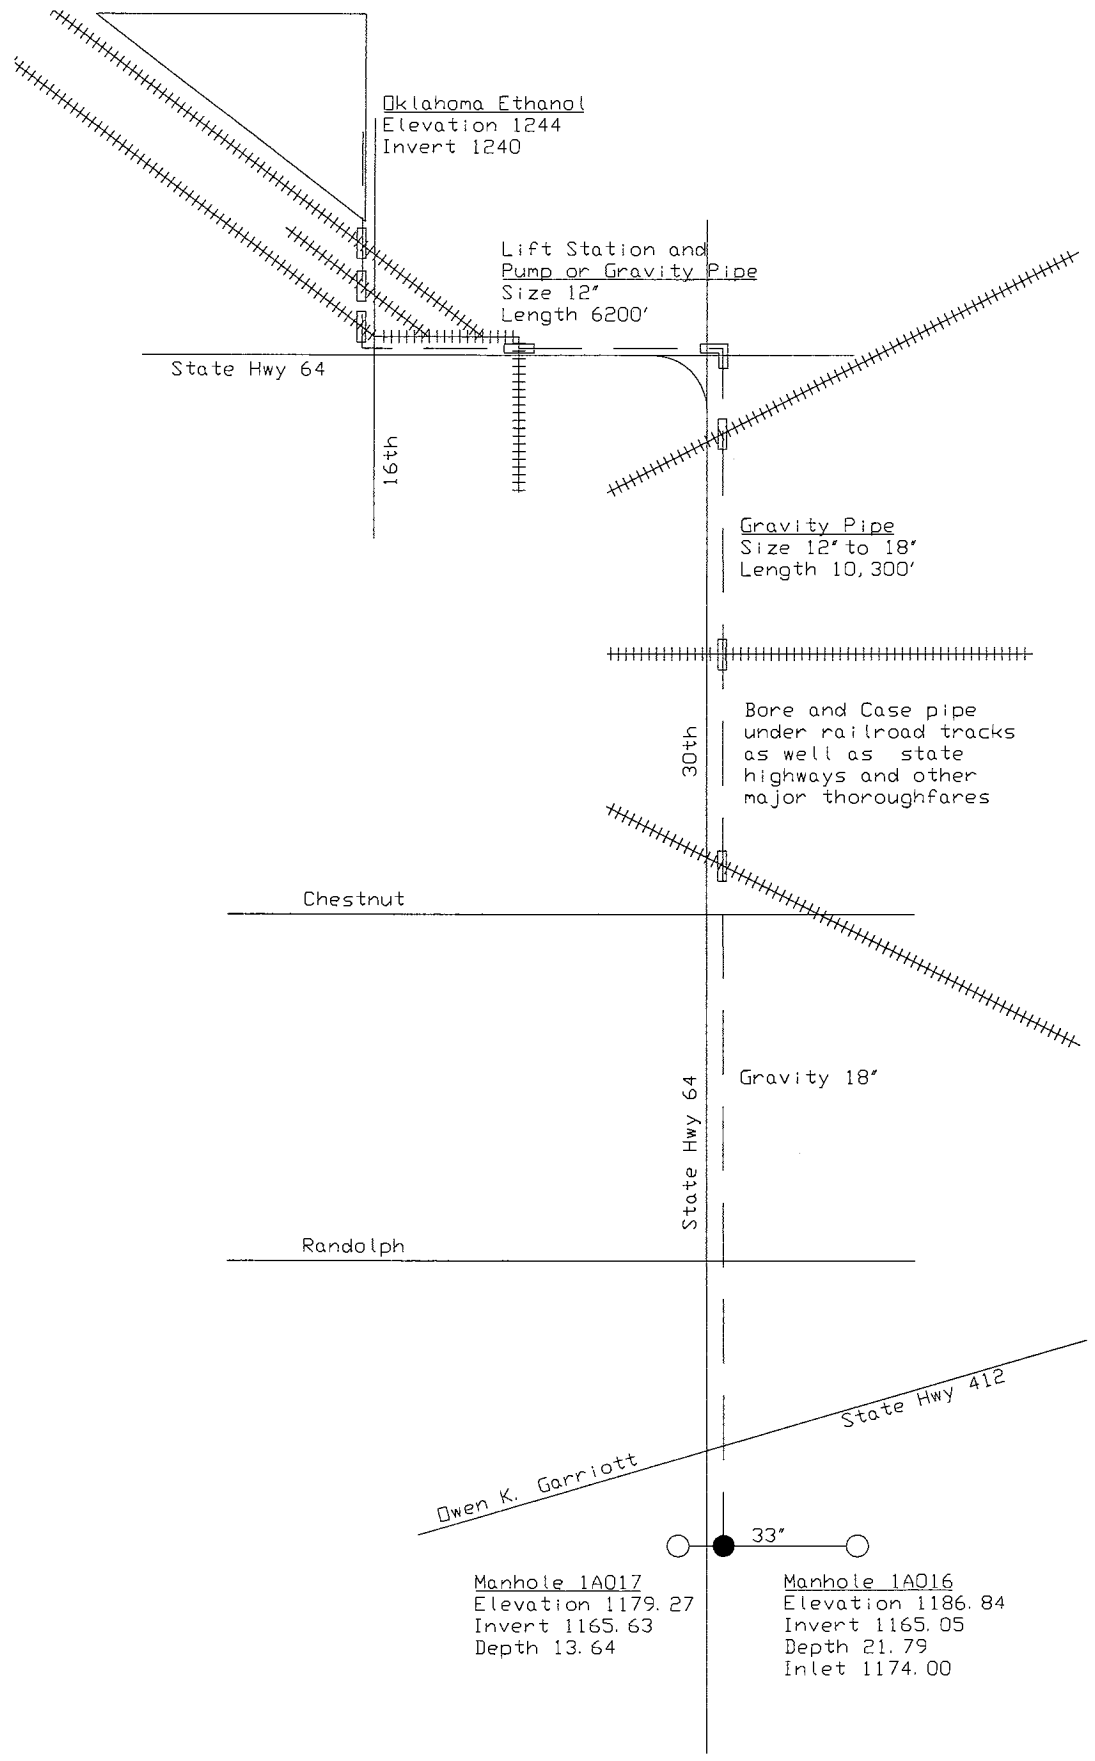 Oklahoma Ethanol
Elevation 1244
Invert 1240
Lift Station and
Pump or Gravity Pipe
Size 12"
Length 6200'
State Hwy 64
16th
Gravity Pipe
Size 12" to 18"
Length 10,300'
30th
Bore and Case pipe
under railroad tracks
as well as state
highways and other
major thoroughfares
Chestnut
Gravity 18"
State Hwy 64
Randolph
State Hwy 412
Owen K. Garriott
33"
Manhole 1A017
Elevation 1179.27
Invert 1165.63
Depth 13.64
Manhole 1A016
Elevation 1186.84
Invert 1165.05
Depth 21.79
Inlet 1174.00